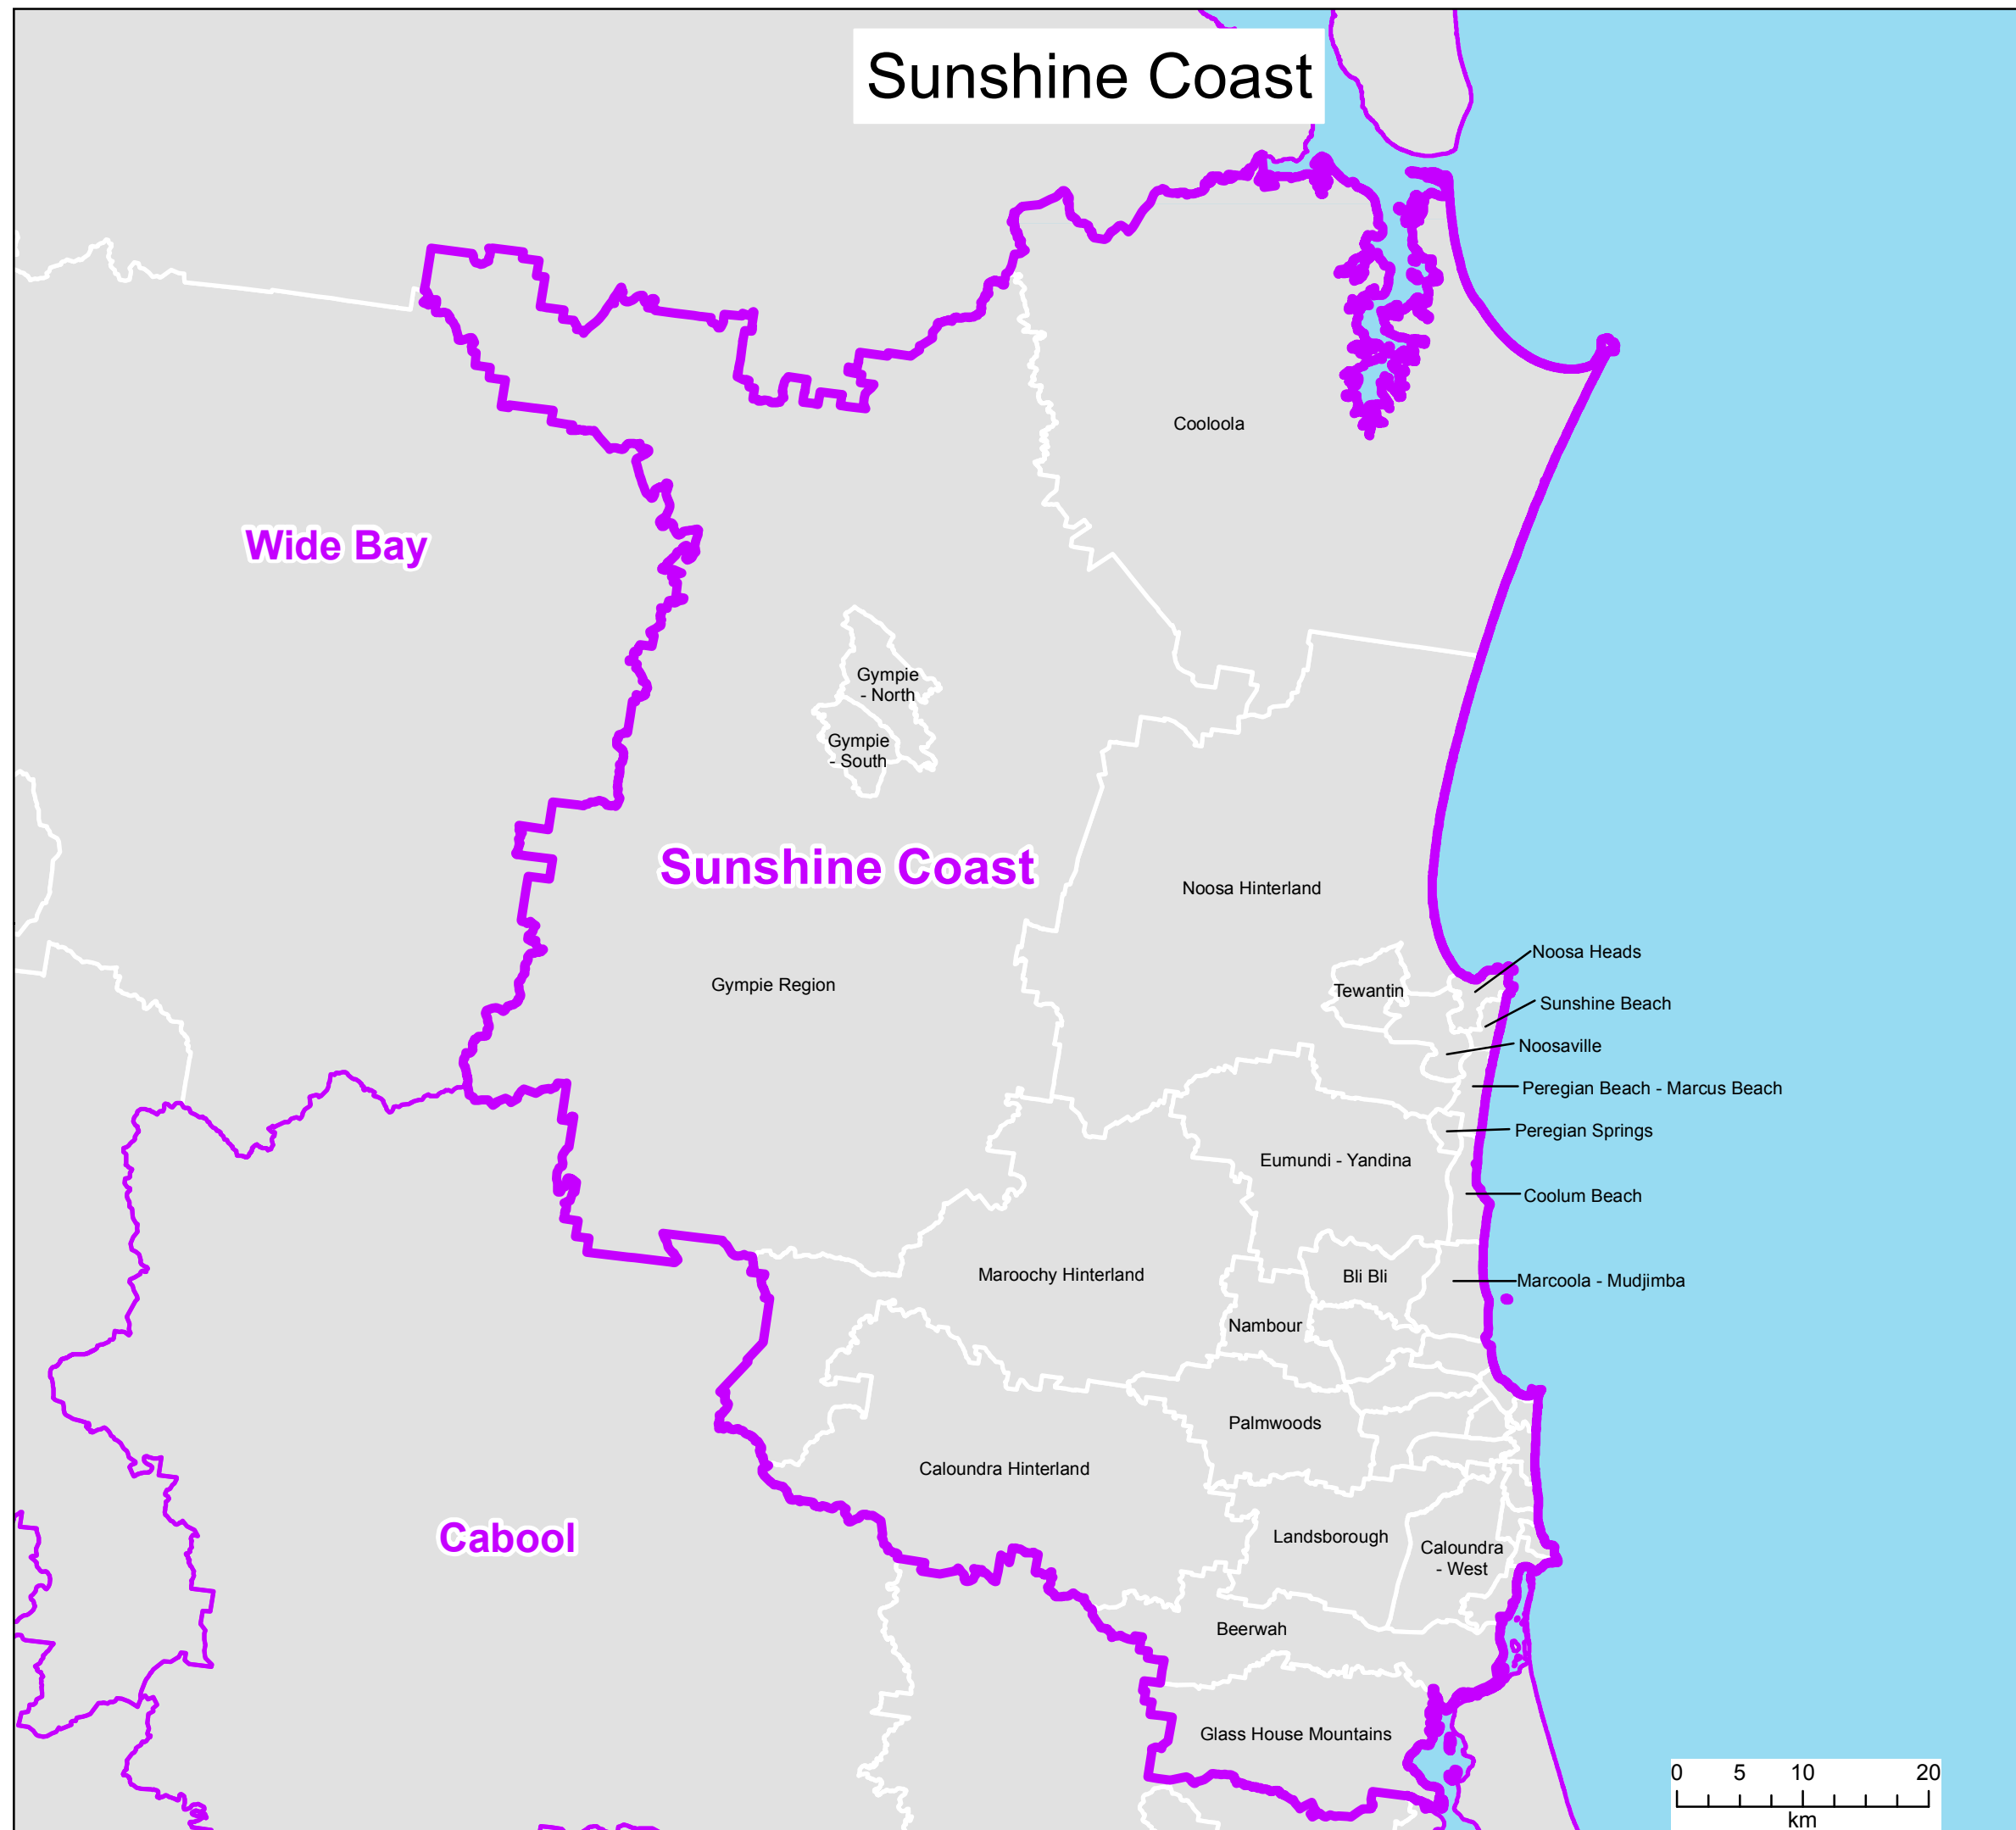 Sunshine Coast
Cooloola
Wide Bay
Gympie
- North
Gympie
- South
Sunshine Coast
Noosa Hinterland
Noosa Heads
Gympie Region
Tewantin
Sunshine Beach
Noosaville
Peregian Beach - Marcus Beach
Peregian Springs
Eumundi - Yandina
Coolum Beach
Maroochy Hinterland
Bli Bli
Marcoola - Mudjimba
Nambour
Palmwoods
Caloundra Hinterland
Cabool
Landsborough
Caloundra
- West
Beerwah
Glass House Mountains
0 5 10 20
km